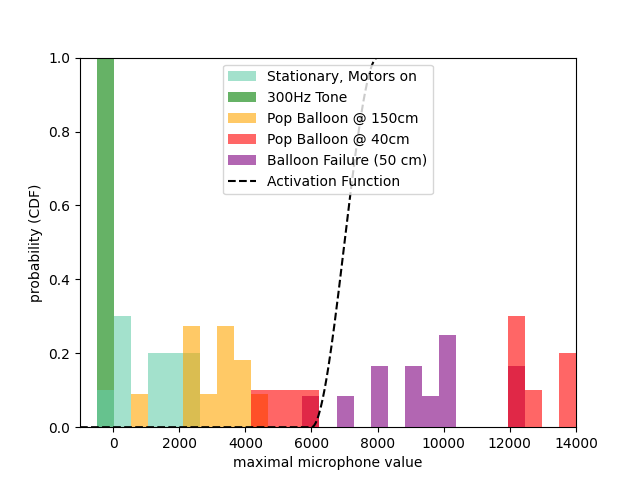 1.0
0.8
0.6
0.4
0.2
0.0
probability (CDF)
Stationary, Motors on
300Hz Tone
Pop Balloon @ 150cm
Pop Balloon @ 40cm
Balloon Failure (50 cm)
Activation Function
0 2000 4000 6000 8000 10000 12000 14000
maximal microphone value